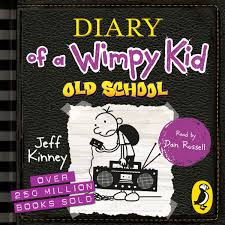 DIARY
of a Wimpy Kid
OLD SCHOOL
Jeff
Kinney
Read by
Dan Russell
OVER
250 MILLION
BOOKS SOLD